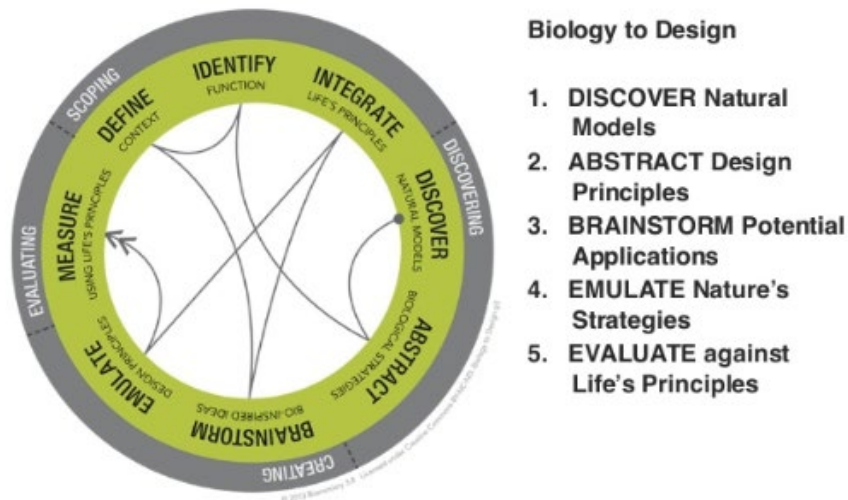 SCOPING
DEFINE
CONTEXT
IDENTIFY
FUNCTION
INTEGRATE
LIFE'S PRINCIPLES
DISCOVERING
DISCOVER
NATURAL MODELS
ABSTRACT
BIOLOGICAL STRATEGIES
CREATING
BRAINSTORM
BIO-INSPIRED IDEAS
EMULATE
DESIGN PRINCIPLES
EVALUATING
MEASURE
USING LIFE'S PRINCIPLES
Biology to Design
1. DISCOVER Natural
Models
2. ABSTRACT Design
Principles
3. BRAINSTORM Potential
Applications
4. EMULATE Nature's
Strategies
5. EVALUATE against
Life's Principles